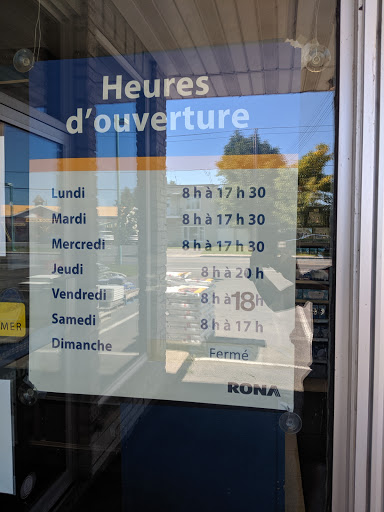 Heures
d'ouverture
Lundi 8 h à 17 h 30
Mardi 8 h à 17 h 30
Mercredi 8 h à 17 h 30
Jeudi 8 h à 20 h
Vendredi 8 h à 18 h
Samedi 8 h à 17 h
Dimanche Fermé
RONA
MER